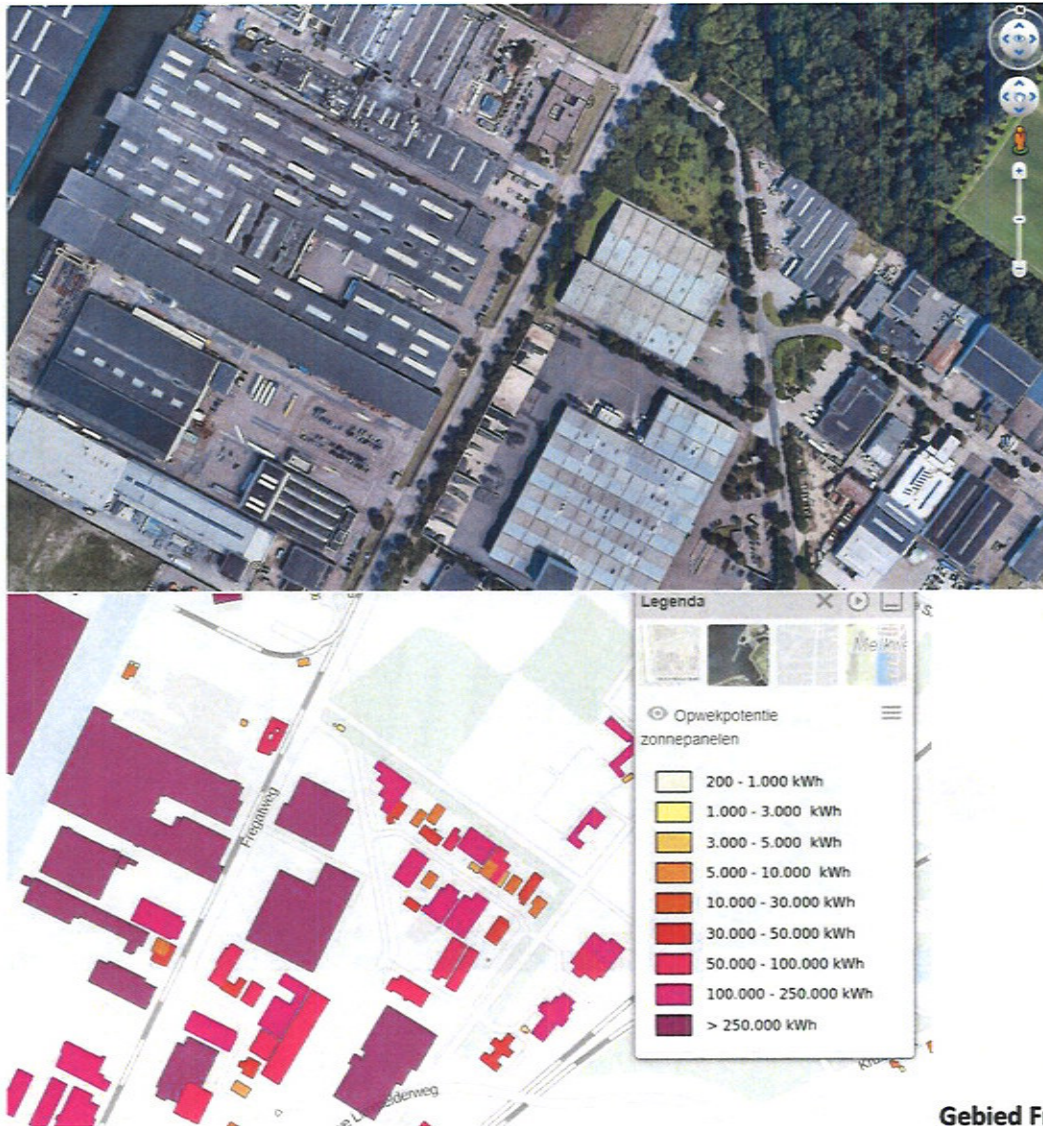 Legenda
Opwekpotentie
zonnepanelen
200 - 1.000 kWh
1.000 - 3.000 kWh
3.000 - 5.000 kWh
5.000 - 10.000 kWh
10.000 - 30.000 kWh
30.000 - 50.000 kWh
50.000 - 100.000 kWh
100.000 - 250.000 kWh
> 250.000 kWh
Fregatweg
Gebied Fr